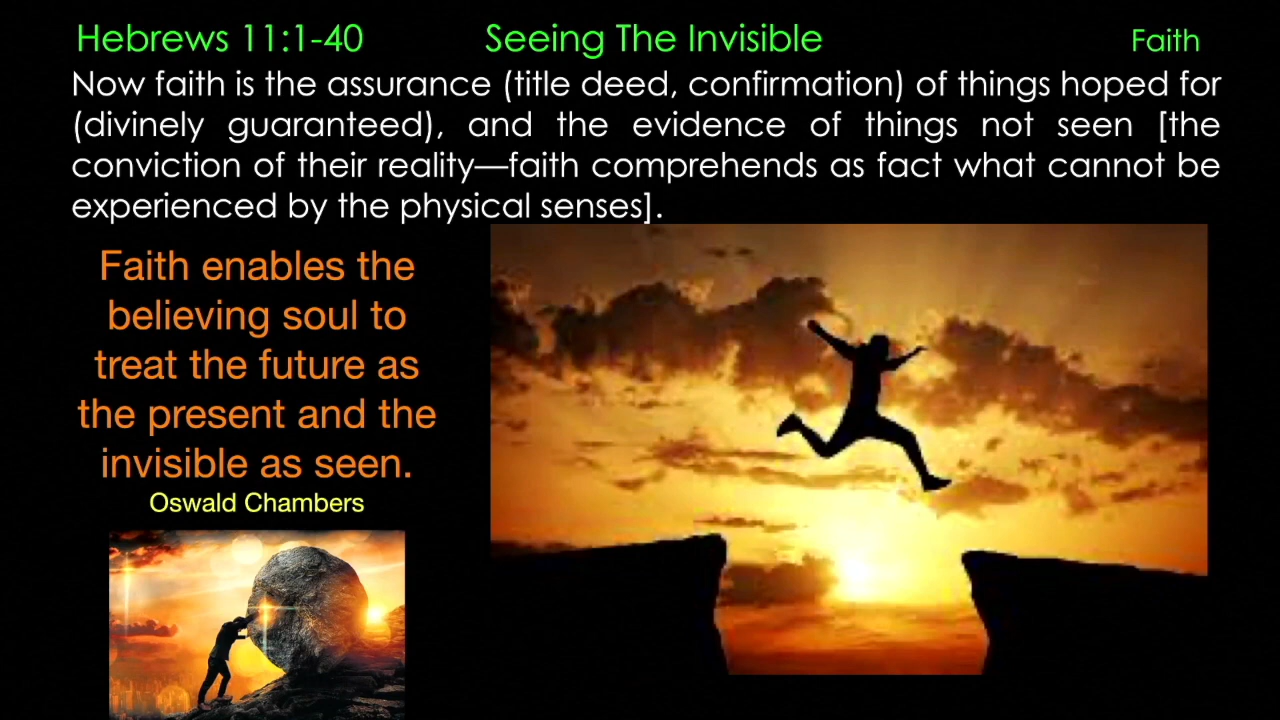 Hebrews 11:1-40 Seeing The Invisible Faith
Now faith is the assurance (title deed, confirmation) of things hoped for
(divinely guaranteed), and the evidence of things not seen [the
conviction of their reality—faith comprehends as fact what cannot be
experienced by the physical senses].
Faith enables the
believing soul to
treat the future as
the present and the
invisible as seen.
Oswald Chambers